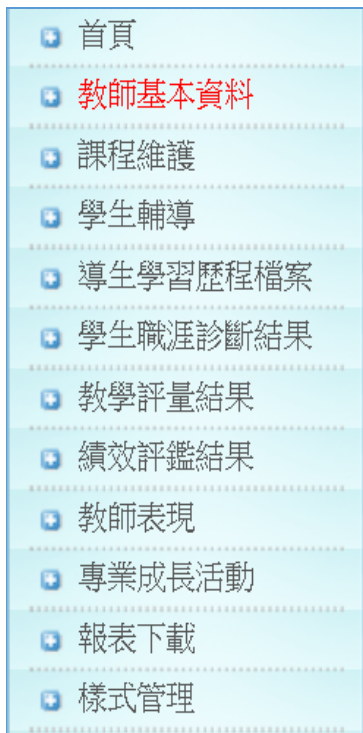 首頁
教師基本資料
課程維護
學生輔導
導生學習歷程檔案
學生職涯診斷結果
教學評量結果
績效評鑑結果
教師表現
專業成長活動
報表下載
樣式管理